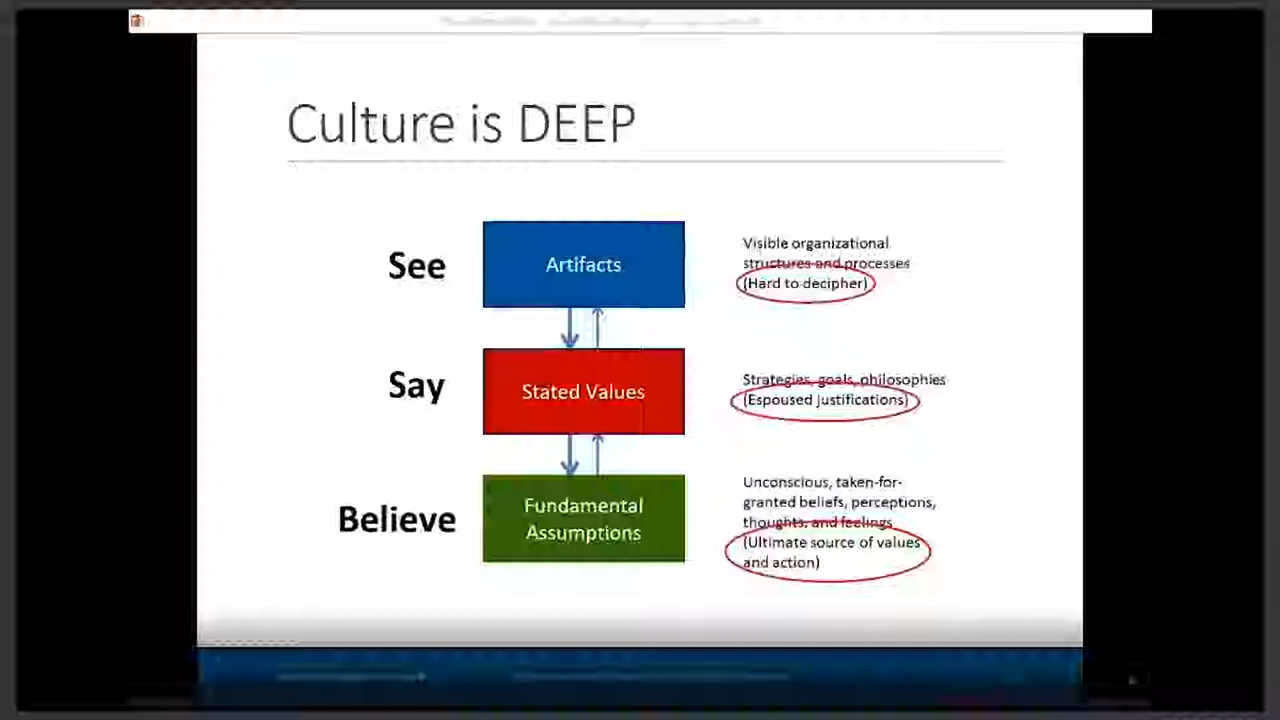 Culture is DEEP
See
Artifacts
Visible organizational
structures and processes
(Hard to decipher)
Say
Stated Values
Strategies, goals, philosophies
(Espoused justifications)
Believe
Fundamental
Assumptions
Unconscious, taken-for-
granted beliefs, perceptions,
thoughts, and feelings
(Ultimate source of values
and action)